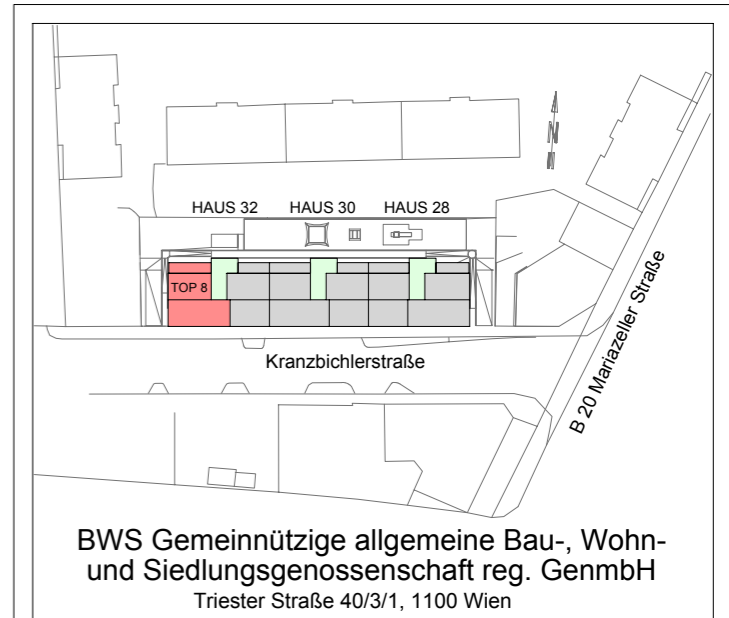 N
HAUS 32 HAUS 30 HAUS 28
TOP 8
Kranzbichlerstraße
B 20 Mariazeller Straße
BWS Gemeinnützige allgemeine Bau-, Wohn-
und Siedlungsgenossenschaft reg. GenmbH
Triester Straße 40/3/1, 1100 Wien